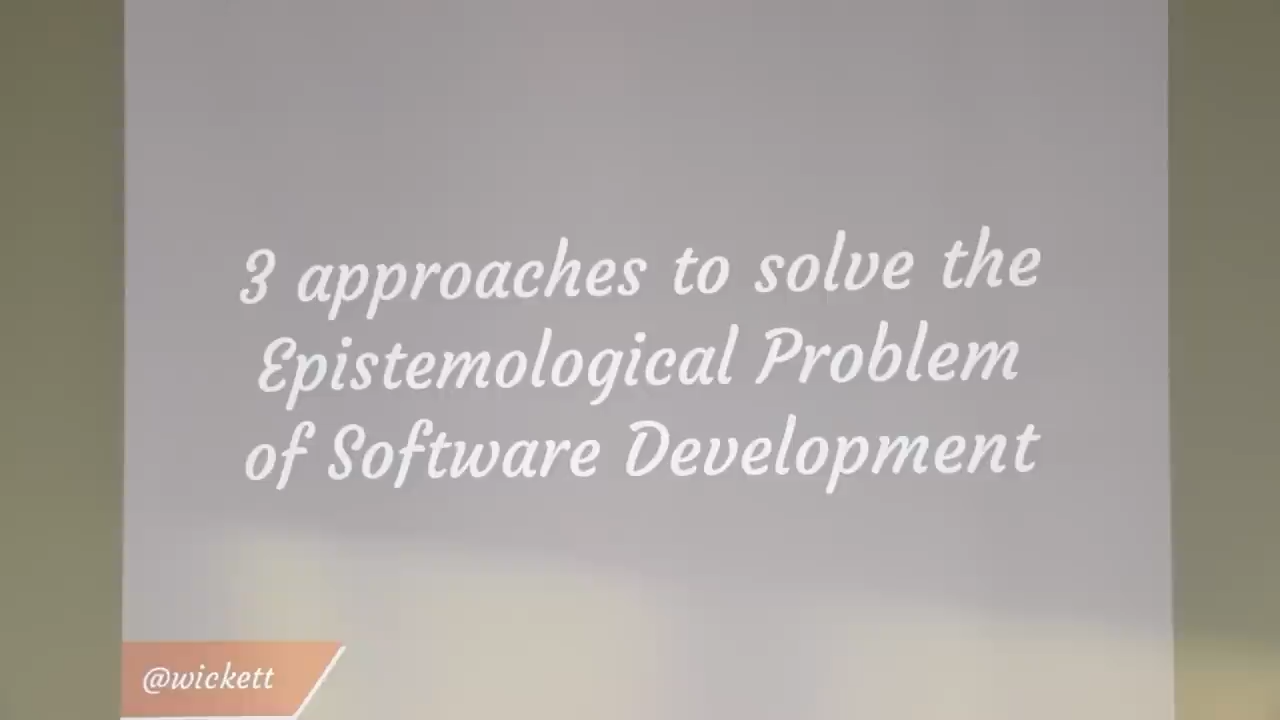 3 approaches to solve the
Epistemological Problem
of Software Development
@wickett